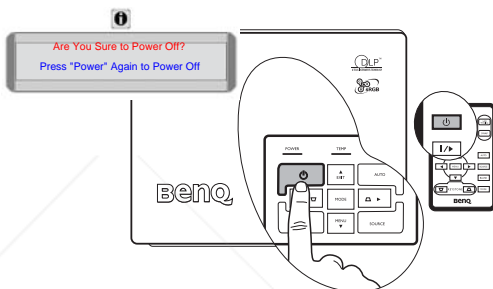 Are You Sure to Power Off?
Press "Power" Again to Power Off
DLP™
sRGB
POWER
TEMP
EXIT
AUTO
MODE
MENU
SOURCE
BenQ
BenQ